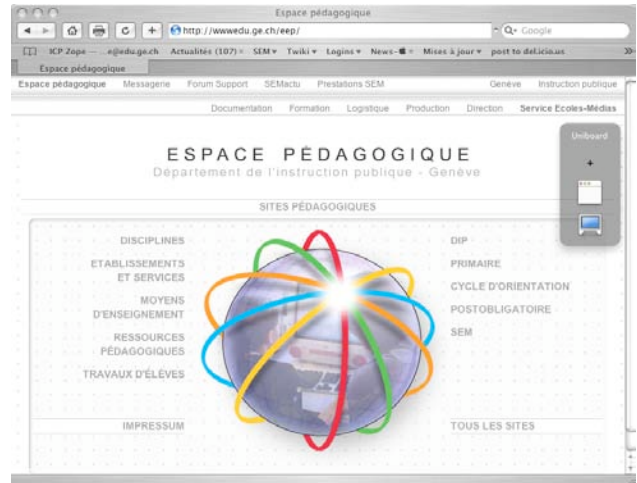 Espace pédagogique
http://wwwedu.ge.ch/eep/
Google
ICP Zope — ...e@edu.ge.ch Actualités (107) SEM Twiki Logins News- Mises à jour post to del.icio.us
Espace pédagogique
Espace pédagogique Messagerie Forum Support SEMactu Prestations SEM Genève Instruction publique
Documentation Formation Logistique Production Direction Service Ecoles-Médias
Uniboard
ESPACE PÉDAGOGIQUE
Département de l'instruction publique - Genève
SITES PÉDAGOGIQUES
DISCIPLINES
ETABLISSEMENTS
ET SERVICES
MOYENS
D'ENSEIGNEMENT
RESSOURCES
PÉDAGOGIQUES
TRAVAUX D'ÉLÈVES
DIP
PRIMAIRE
CYCLE D'ORIENTATION
POSTOBLIGATOIRE
SEM
IMPRESSUM
TOUS LES SITES